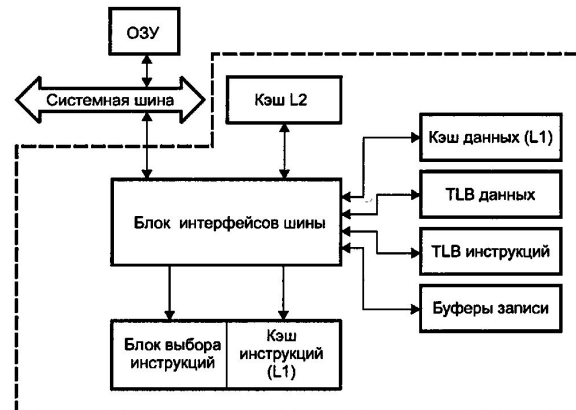 ОЗУ
Системная шина
Кэш L2
Кэш данных (L1)
TLB данных
Блок интерфейсов шины
TLB инструкций
Буферы записи
Блок выбора
инструкций
Кэш
инструкций
(L1)